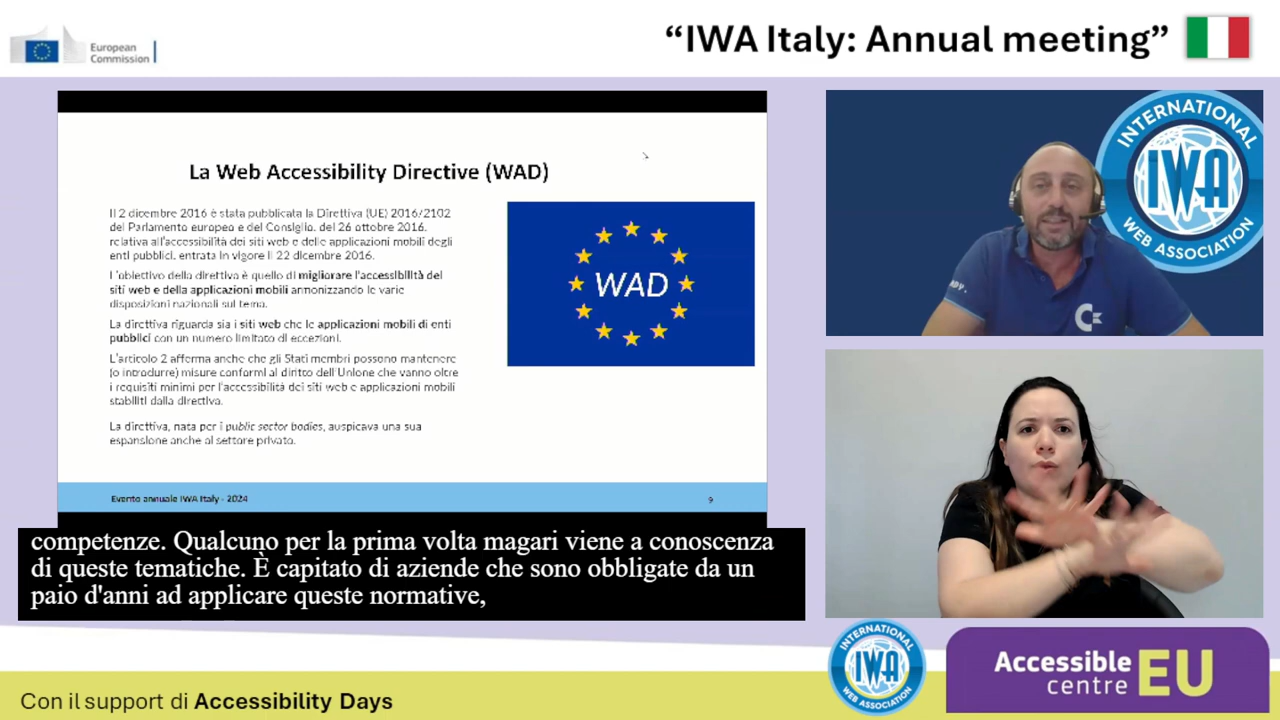 European
Commission
“IWA Italy: Annual meeting”
La Web Accessibility Directive (WAD)
Il 2 dicembre 2016 è stata pubblicata la Direttiva (UE) 2016/2102
del Parlamento europeo e del Consiglio, del 26 ottobre 2016,
relativa all'accessibilità dei siti web e delle applicazioni mobili degli
enti pubblici, entrata in vigore il 22 dicembre 2016.
L'obiettivo della direttiva è quello di migliorare l'accessibilità dei
siti web e della applicazioni mobili armonizzando le varie
disposizioni nazionali sul tema.
La direttiva riguarda sia i siti web che le applicazioni mobili di enti
pubblici con un numero limitato di eccezioni.
L'articolo 2 afferma anche che gli Stati membri possono mantenere
(o introdurre) misure conformi al diritto dell'Unione che vanno oltre
i requisiti minimi per l'accessibilità dei siti web e applicazioni mobili
stabiliti dalla direttiva.
La direttiva, nata per i public sector bodies, auspicava una sua
espansione anche al settore privato.
WAD
Evento annuale IWA Italy - 2024
9
INTERNATIONAL
IWA
WEB ASSOCIATION
competenze. Qualcuno per la prima volta magari viene a conoscenza
di queste tematiche. È capitato di aziende che sono obbligate da un
paio d'anni ad applicare queste normative,
INTERNATIONAL
IWA
WEB ASSOCIATION
Accessible
centre
EU
Con il support di Accessibility Days